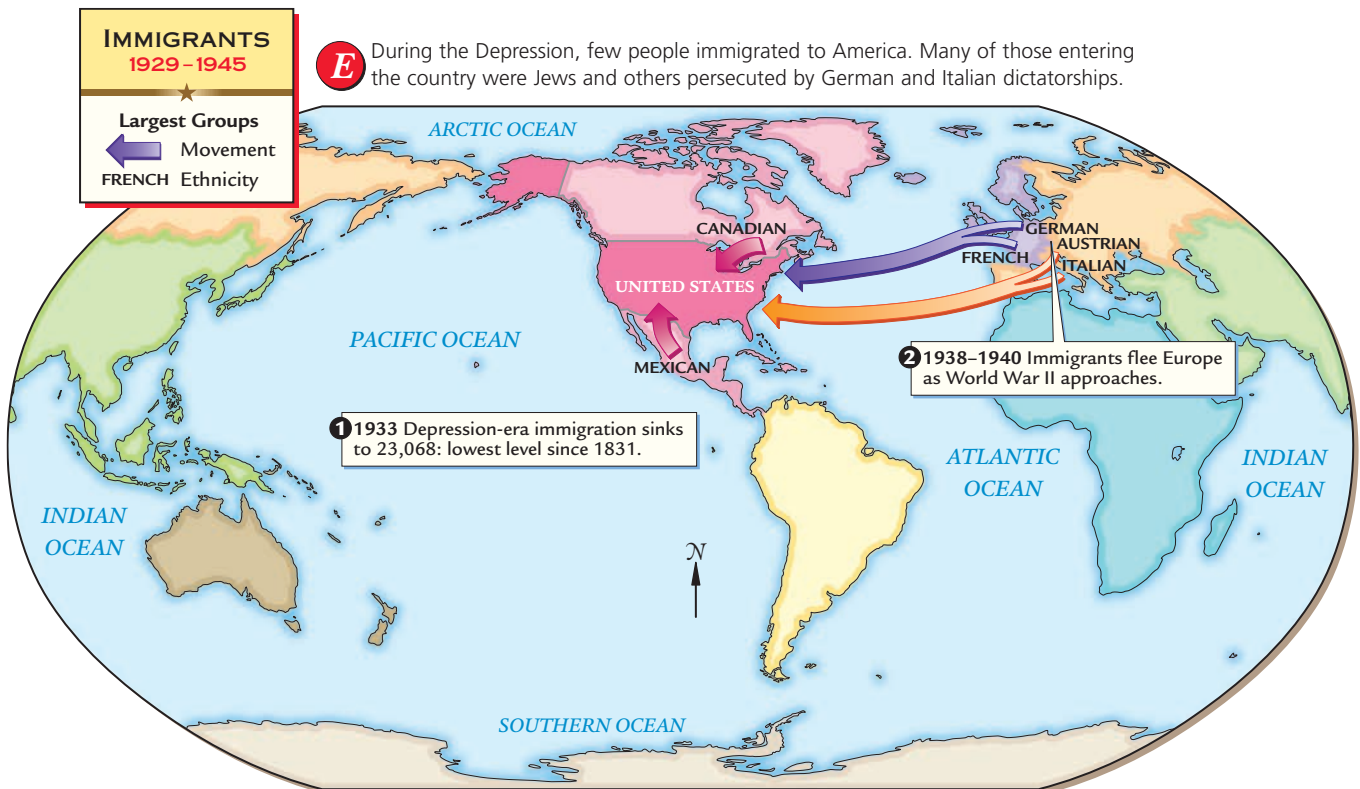 IMMIGRANTS
1929–1945
Largest Groups
Movement
FRENCH Ethnicity
E
During the Depression, few people immigrated to America. Many of those entering
the country were Jews and others persecuted by German and Italian dictatorships.
ARCTIC OCEAN
CANADIAN
GERMAN
AUSTRIAN
FRENCH
ITALIAN
UNITED STATES
PACIFIC OCEAN
MEXICAN
2 1938–1940 Immigrants flee Europe
as World War II approaches.
1 1933 Depression-era immigration sinks
to 23,068: lowest level since 1831.
ATLANTIC
OCEAN
INDIAN
OCEAN
INDIAN
OCEAN
N
SOUTHERN OCEAN